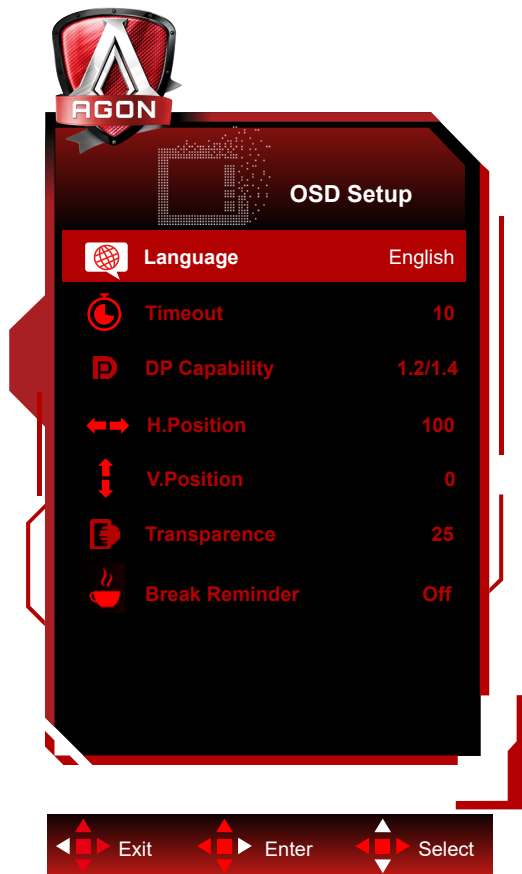 AGON
OSD Setup
Language English
Timeout 10
DP Capability 1.2/1.4
H.Position 100
V.Position 0
Transparence 25
Break Reminder Off
Exit Enter Select